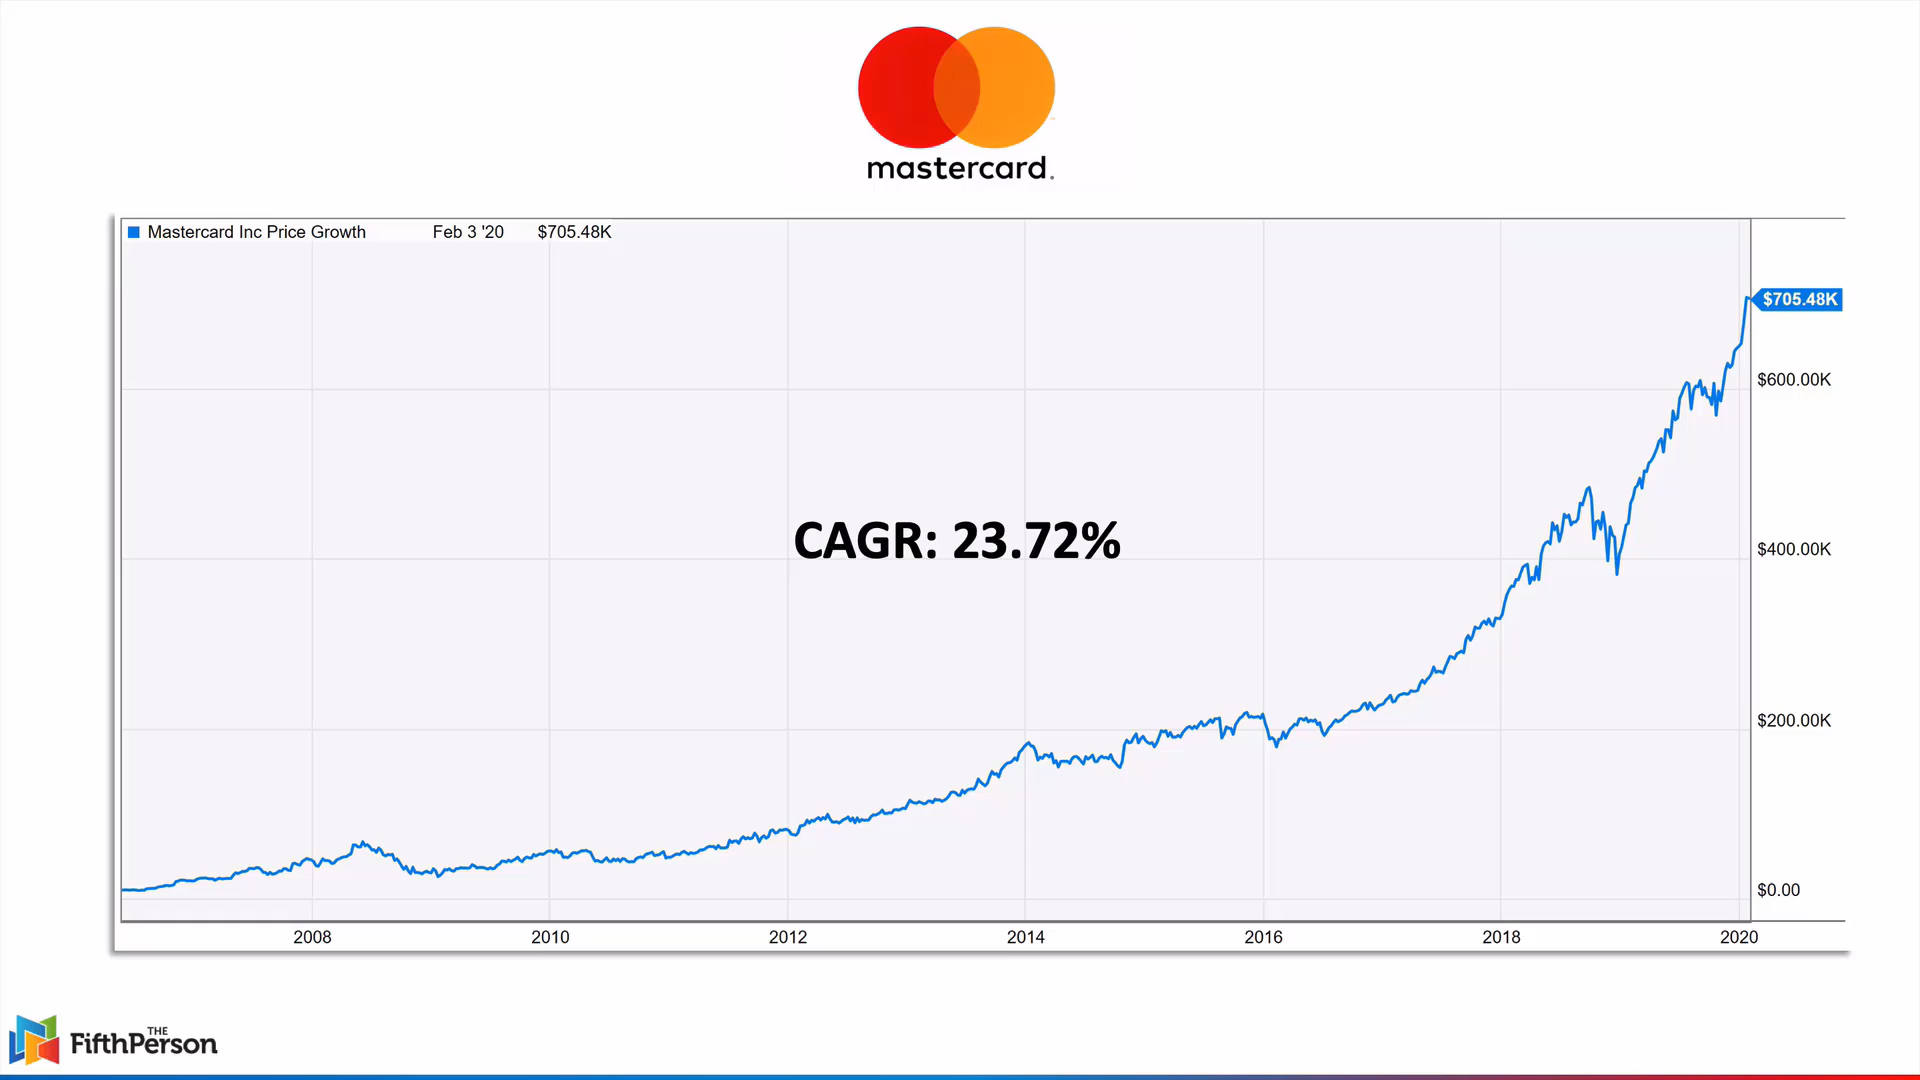 mastercard.
Mastercard Inc Price Growth Feb 3 '20 $705.48K
$705.48K
$600.00K
CAGR: 23.72%
$400.00K
$200.00K
$0.00
2008 2010 2012 2014 2016 2018 2020
THE
FifthPerson